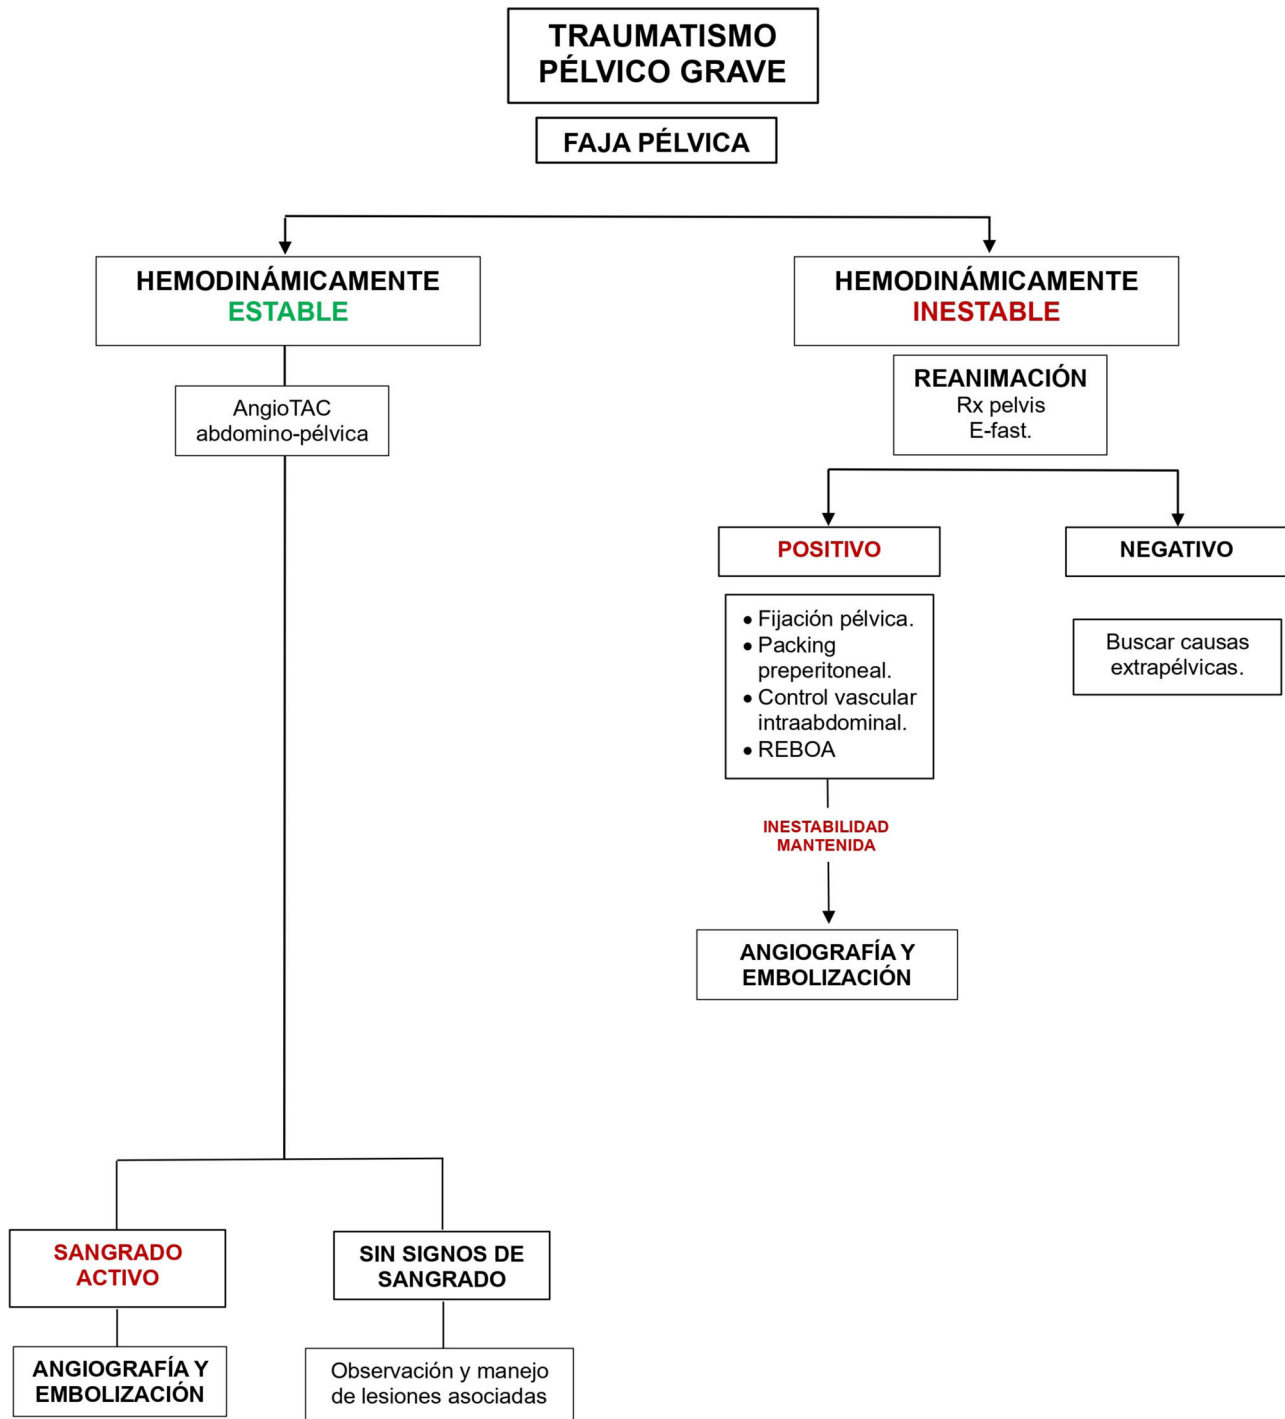 TRAUMATISMO
PÉLVICO GRAVE
FAJA PÉLVICA
HEMODINÁMICAMENTE
ESTABLE
AngioTAC
abdomino-pélvica
HEMODINÁMICAMENTE
INESTABLE
REANIMACIÓN
Rx pelvis
E-fast.
POSITIVO
NEGATIVO
• Fijación pélvica.
• Packing
preperitoneal.
• Control vascular
intraabdominal.
• REBOA
Buscar causas
extrapélvicas.
INESTABILIDAD
MANTENIDA
ANGIOGRAFÍA Y
EMBOLIZACIÓN
SANGRADO
ACTIVO
SIN SIGNOS DE
SANGRADO
ANGIOGRAFÍA Y
EMBOLIZACIÓN
Observación y manejo
de lesiones asociadas